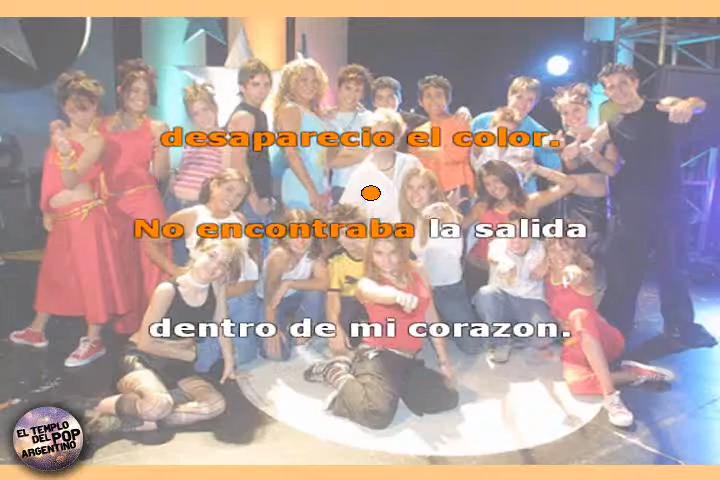 desaparecio el color.
No encontraba la salida
dentro de mi corazon.
EL TEMPLO
DEL POP
ARGENTINO